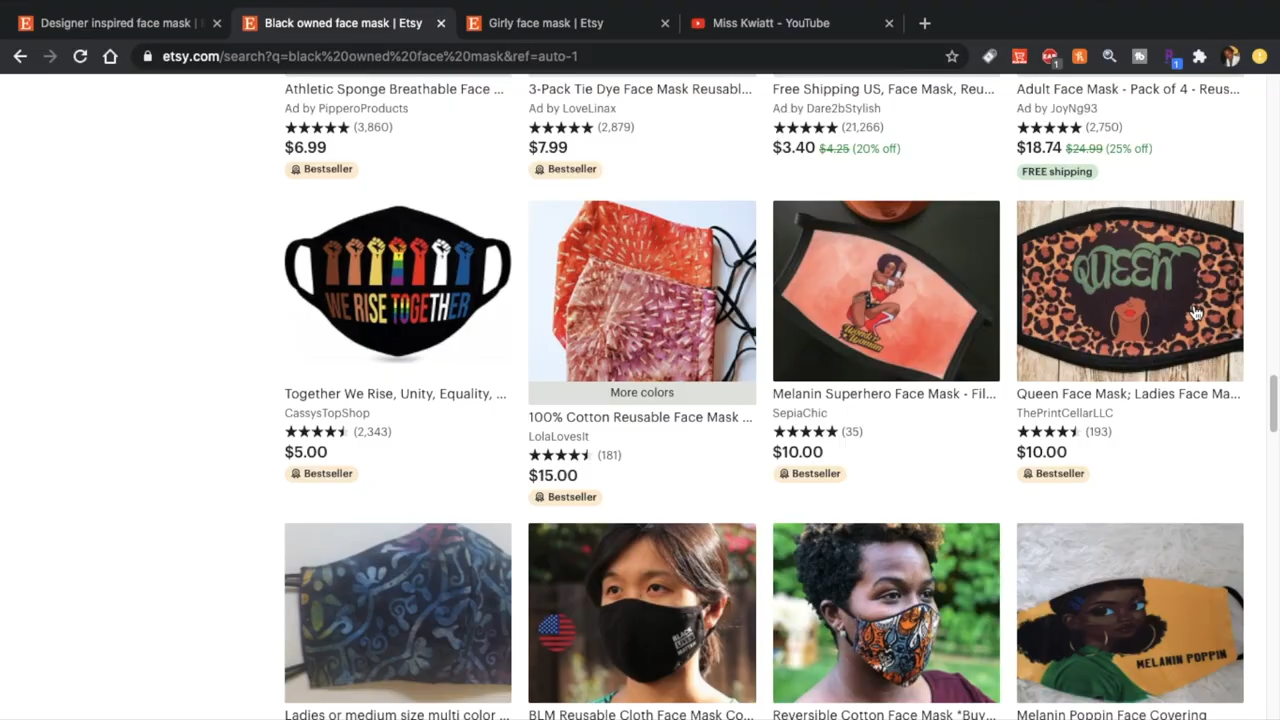 Designer inspired face mask |
Black owned face mask | Etsy
Girly face mask | Etsy
Miss Kwiatt - YouTube
etsy.com/search?q=black%20owned%20face%20mask&ref=auto-1
1
1
Athletic Sponge Breathable Face ...
Ad by PipperoProducts
(3,860)
$6.99
Bestseller
3-Pack Tie Dye Face Mask Reusabl...
Ad by LoveLinax
(2,879)
$7.99
Bestseller
Free Shipping US, Face Mask, Reu...
Ad by Dare2bStylish
(21,266)
$3.40 $4.25 (20% off)
Adult Face Mask - Pack of 4 - Reus...
Ad by JoyNg93
(2,750)
$18.74 $24.99 (25% off)
FREE shipping
WE RISE TOGETHER
Together We Rise, Unity, Equality, ...
CassysTopShop
(2,343)
$5.00
Bestseller
More colors
100% Cotton Reusable Face Mask ...
LolaLovesIt
(181)
$15.00
Bestseller
Melanin Superhero Face Mask - Fil...
SepiaChic
(35)
$10.00
Bestseller
QUEEN
Queen Face Mask; Ladies Face Ma...
ThePrintCellarLLC
(193)
$10.00
Bestseller
Ladies or medium size multi color ...
BLACK
LIVES
MATTER
BLM Reusable Cloth Face Mask Co...
Reversible Cotton Face Mask *Buy...
MELANIN POPPIN
Melanin Poppin Face Covering